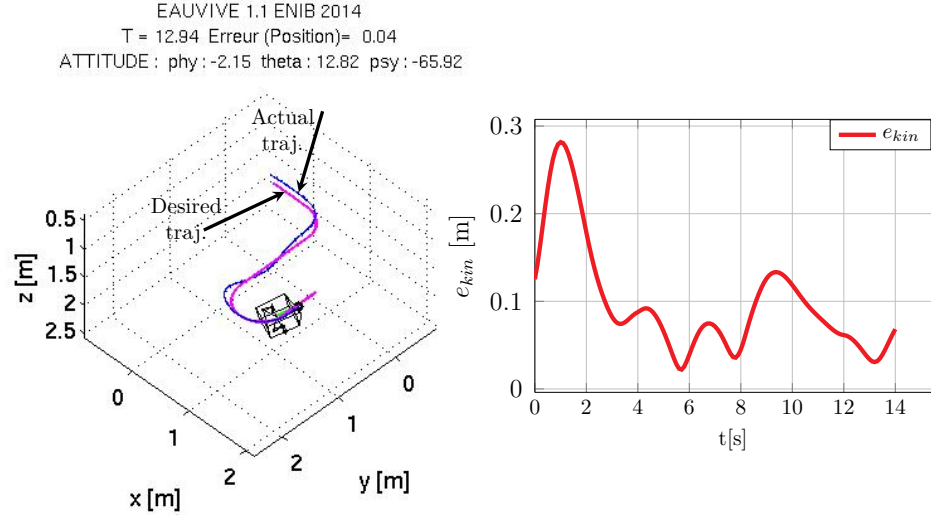 EAUVIVE 1.1 ENIB 2014
T = 12.94 Erreur (Position)= 0.04
ATTITUDE : phy : -2.15 theta : 12.82 psy : -65.92
Actual
traj.
Desired
traj.
0.5
1
1.5
2
2.5
z [m]
0
1
2
x [m]
0
1
2
y [m]
e_kin
0.3
0.2
0.1
0
e_kin [m]
0 2 4 6 8 10 12 14
t[s]